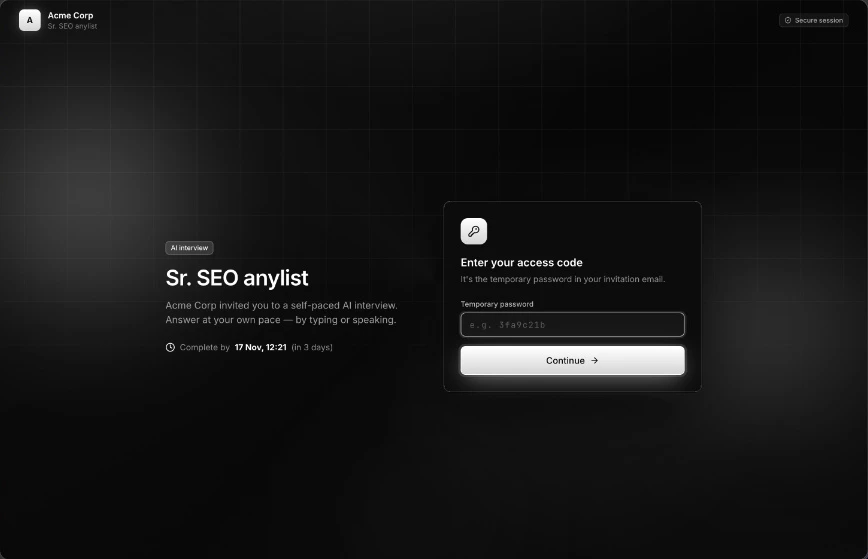 A
Acme Corp
Sr. SEO anylist
Secure session
AI interview
Sr. SEO anylist
Acme Corp invited you to a self-paced AI interview.
Answer at your own pace — by typing or speaking.
Complete by 17 Nov, 12:21 (in 3 days)
Enter your access code
It's the temporary password in your invitation email.
Temporary password
e.g. 3fa9c21b
Continue →